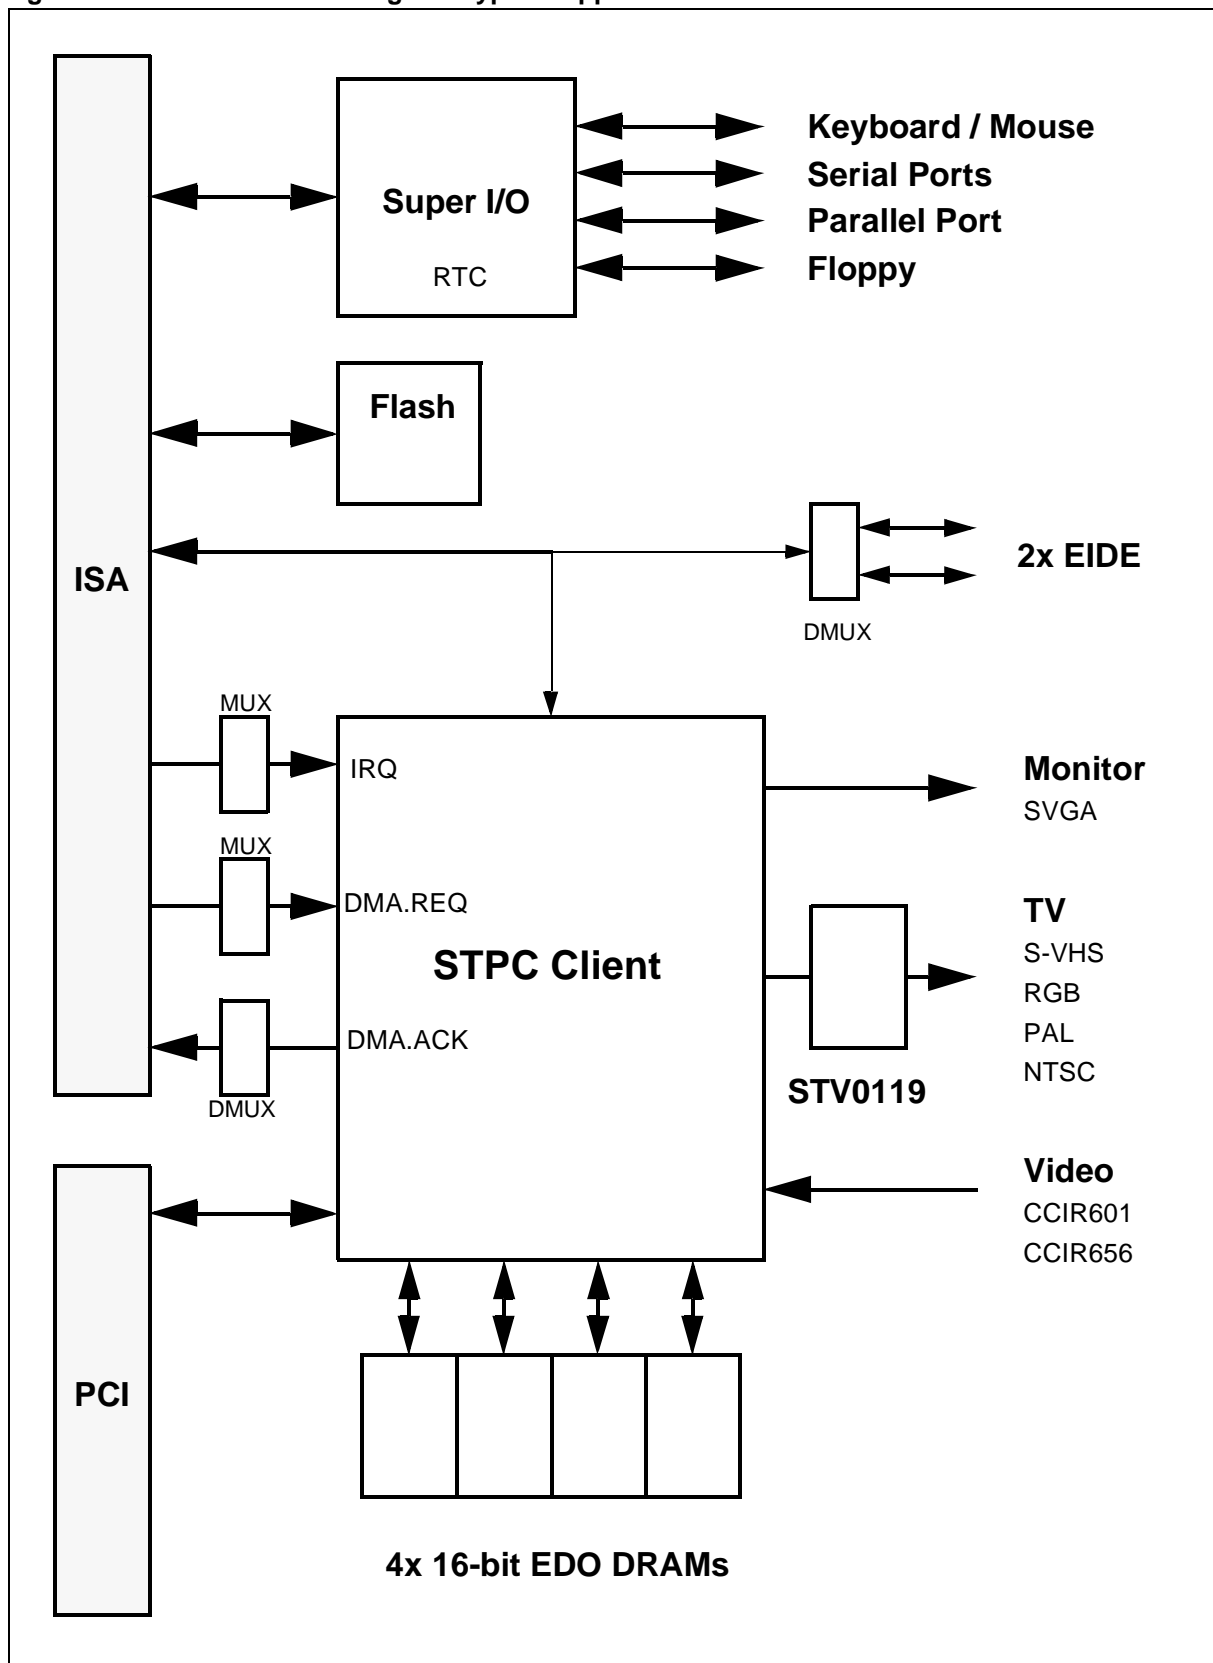 Keyboard / Mouse
Serial Ports
Super I/O
Parallel Port
RTC
Floppy
Flash
ISA
2x EIDE
DMUX
MUX
IRQ
Monitor
SVGA
MUX
DMA.REQ
STPC Client
TV
S-VHS
RGB
PAL
NTSC
DMA.ACK
DMUX
STV0119
Video
CCIR601
CCIR656
PCI
4x 16-bit EDO DRAMs